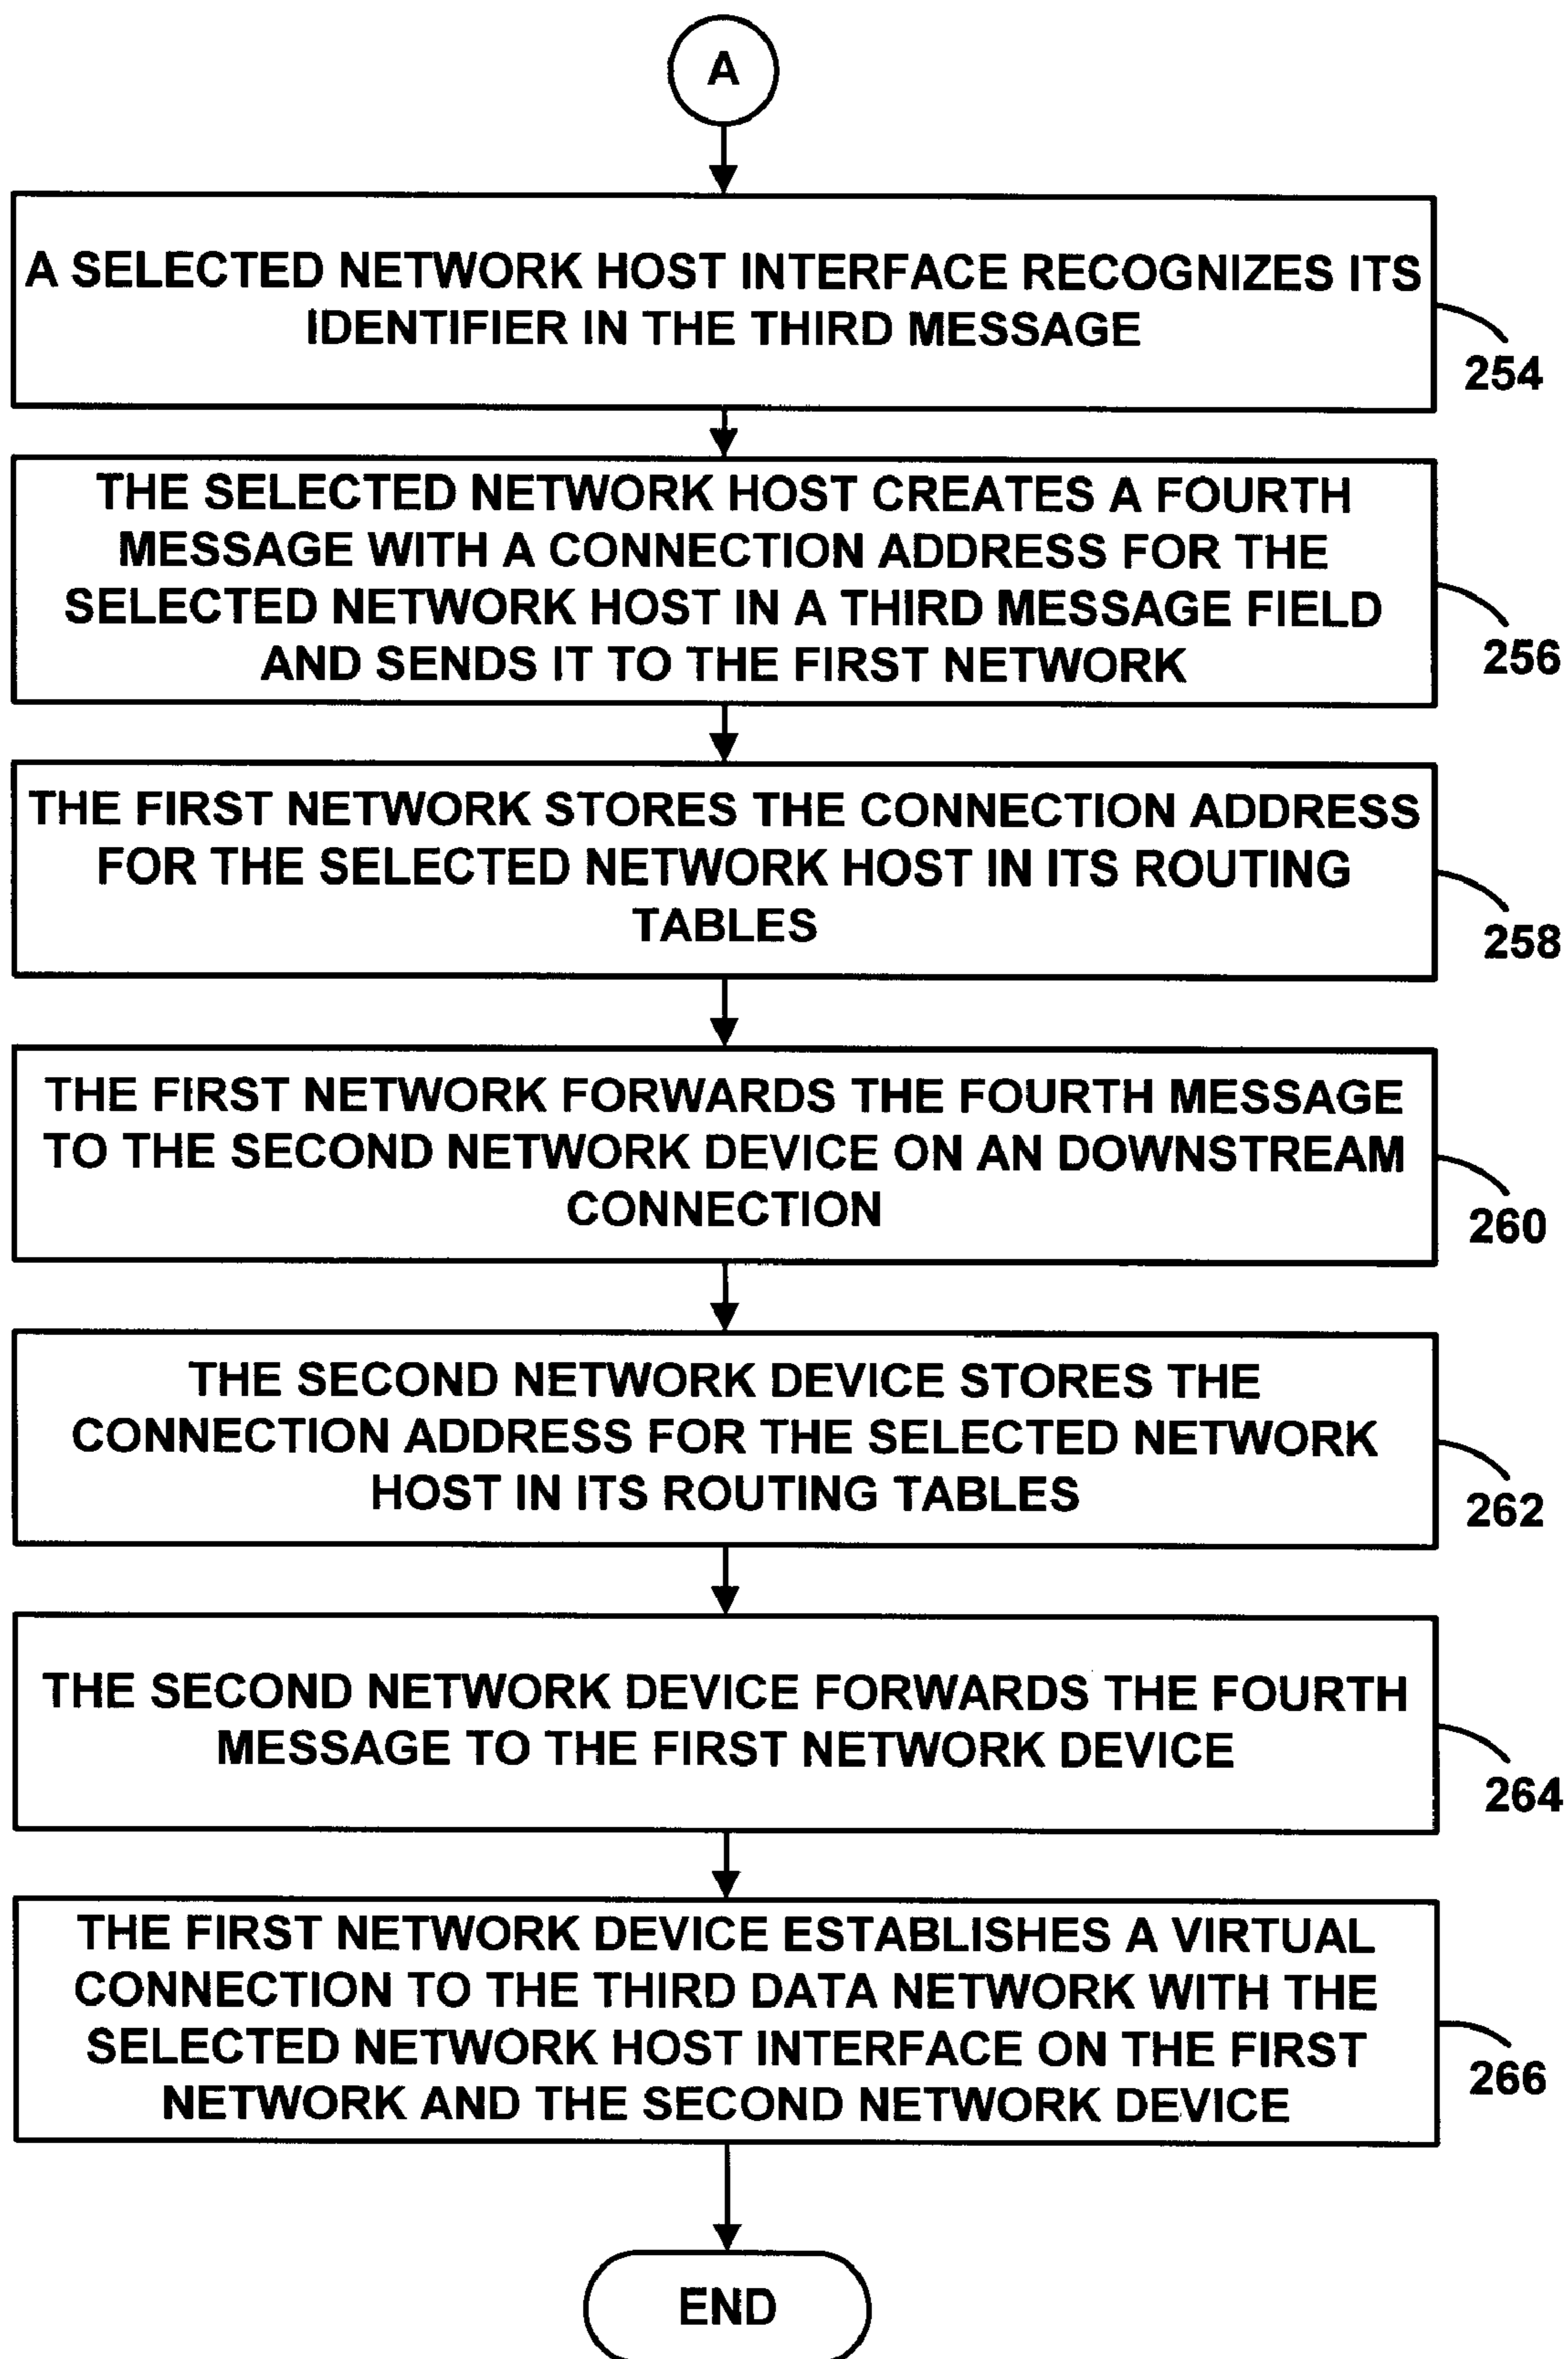 A
A SELECTED NETWORK HOST INTERFACE RECOGNIZES ITS
IDENTIFIER IN THE THIRD MESSAGE
254
THE SELECTED NETWORK HOST CREATES A FOURTH
MESSAGE WITH A CONNECTION ADDRESS FOR THE
SELECTED NETWORK HOST IN A THIRD MESSAGE FIELD
AND SENDS IT TO THE FIRST NETWORK
256
THE FIRST NETWORK STORES THE CONNECTION ADDRESS
FOR THE SELECTED NETWORK HOST IN ITS ROUTING
TABLES
258
THE FIRST NETWORK FORWARDS THE FOURTH MESSAGE
TO THE SECOND NETWORK DEVICE ON AN DOWNSTREAM
CONNECTION
260
THE SECOND NETWORK DEVICE STORES THE
CONNECTION ADDRESS FOR THE SELECTED NETWORK
HOST IN ITS ROUTING TABLES
262
THE SECOND NETWORK DEVICE FORWARDS THE FOURTH
MESSAGE TO THE FIRST NETWORK DEVICE
264
THE FIRST NETWORK DEVICE ESTABLISHES A VIRTUAL
CONNECTION TO THE THIRD DATA NETWORK WITH THE
SELECTED NETWORK HOST INTERFACE ON THE FIRST
NETWORK AND THE SECOND NETWORK DEVICE
266
END